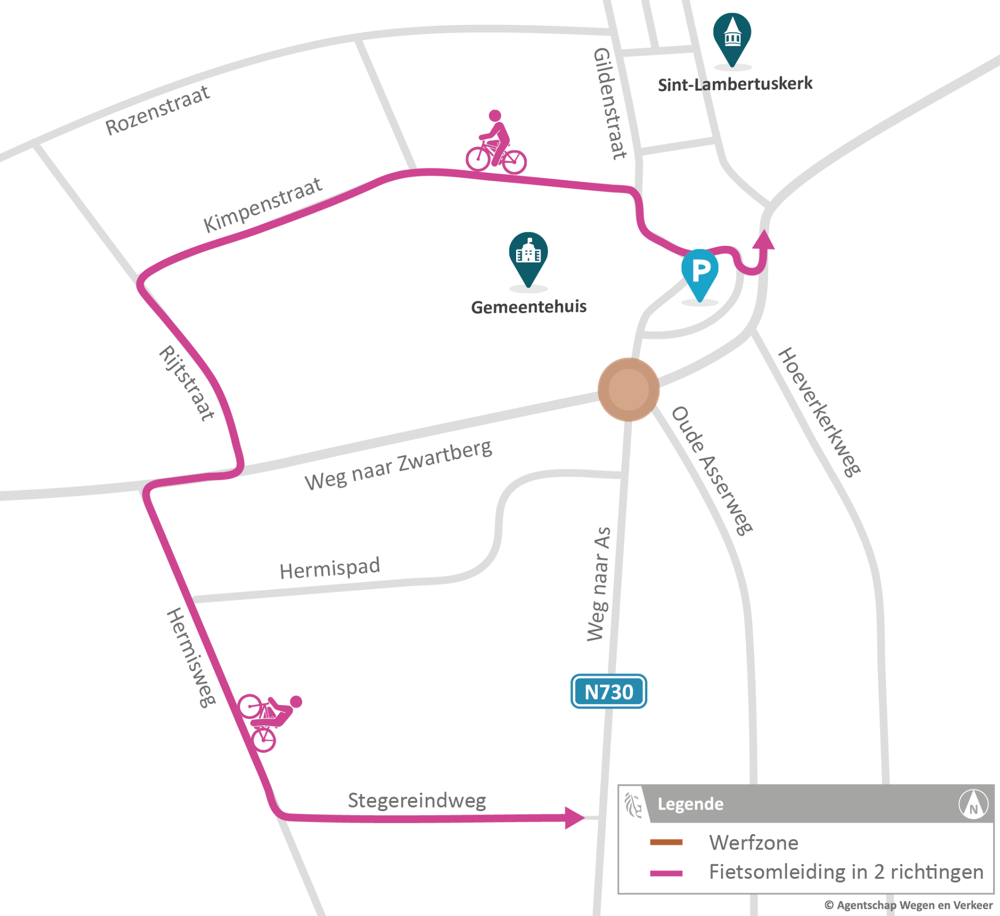 Gildenstraat
Sint-Lambertuskerk
Rozenstraat
Kimpenstraat
P
Gemeentehuis
Rijtstraat
Hoeverkerkweg
Oude Asserweg
Weg naar Zwartberg
Weg naar As
Hermispad
Hermisweg
N730
Stegereindweg
Legende
N
Werfzone
Fietsomleiding in 2 richtingen
© Agentschap Wegen en Verkeer